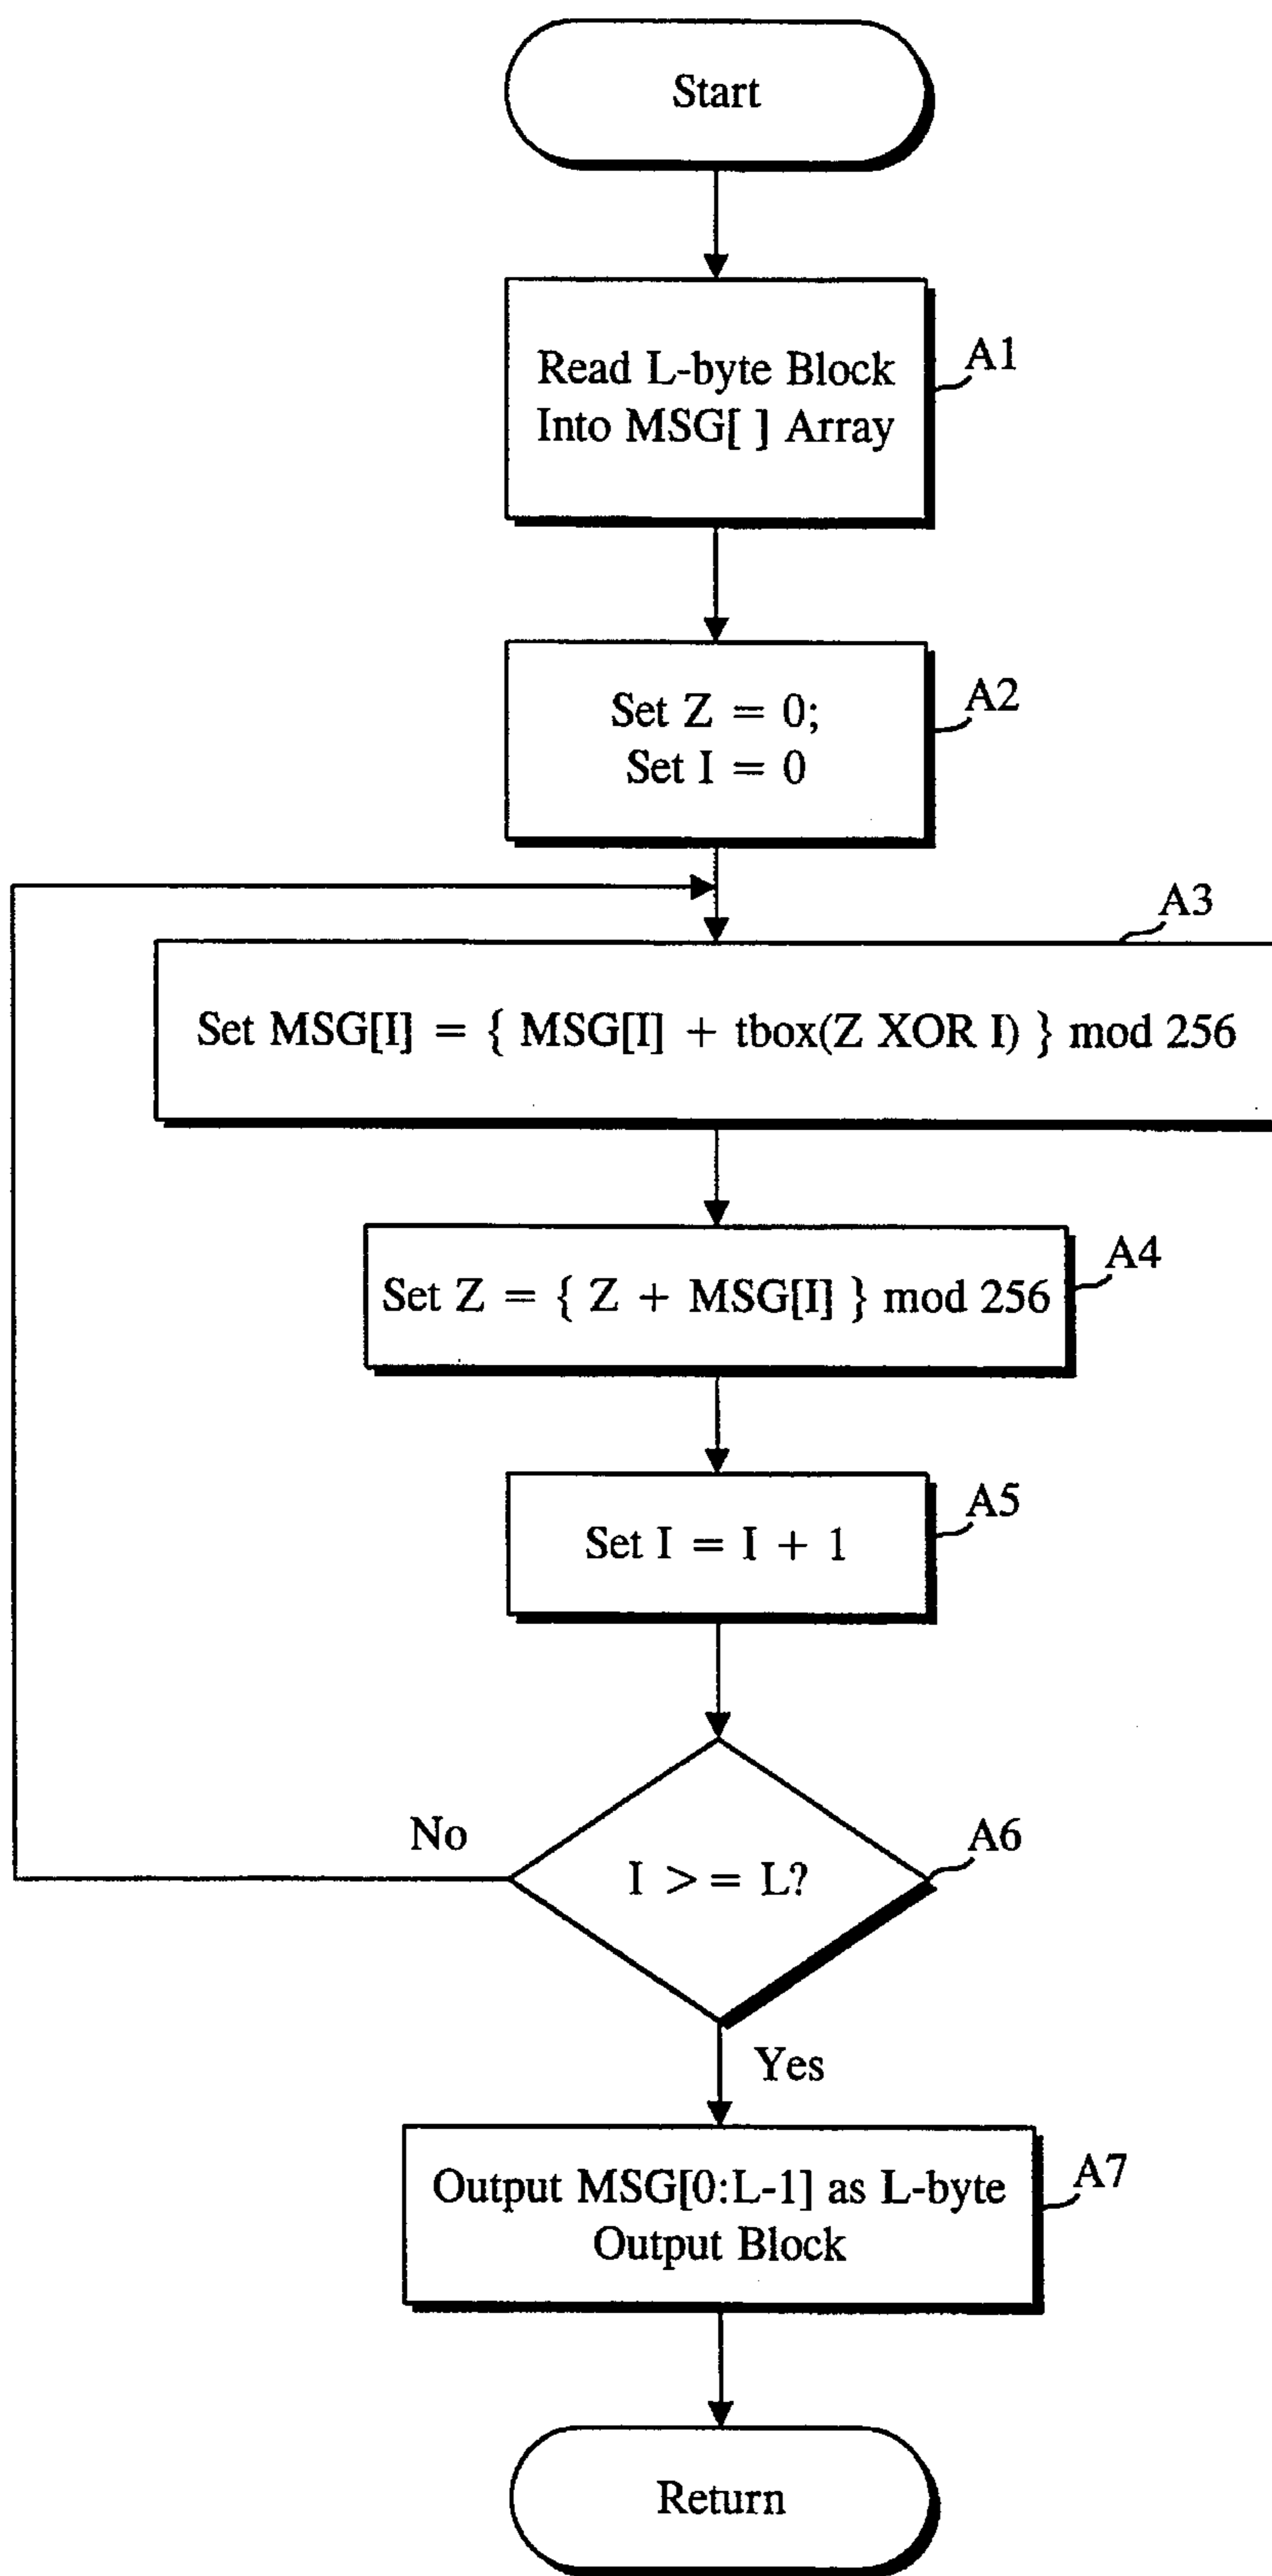 Start
Read L-byte Block
Into MSG[ ] Array
A1
Set Z = 0;
Set I = 0
A2
A3
Set MSG[I] = { MSG[I] + tbox(Z XOR I) } mod 256
A4
Set Z = { Z + MSG[I] } mod 256
A5
Set I = I + 1
No
I > = L?
A6
Yes
Output MSG[0:L-1] as L-byte
Output Block
A7
Return